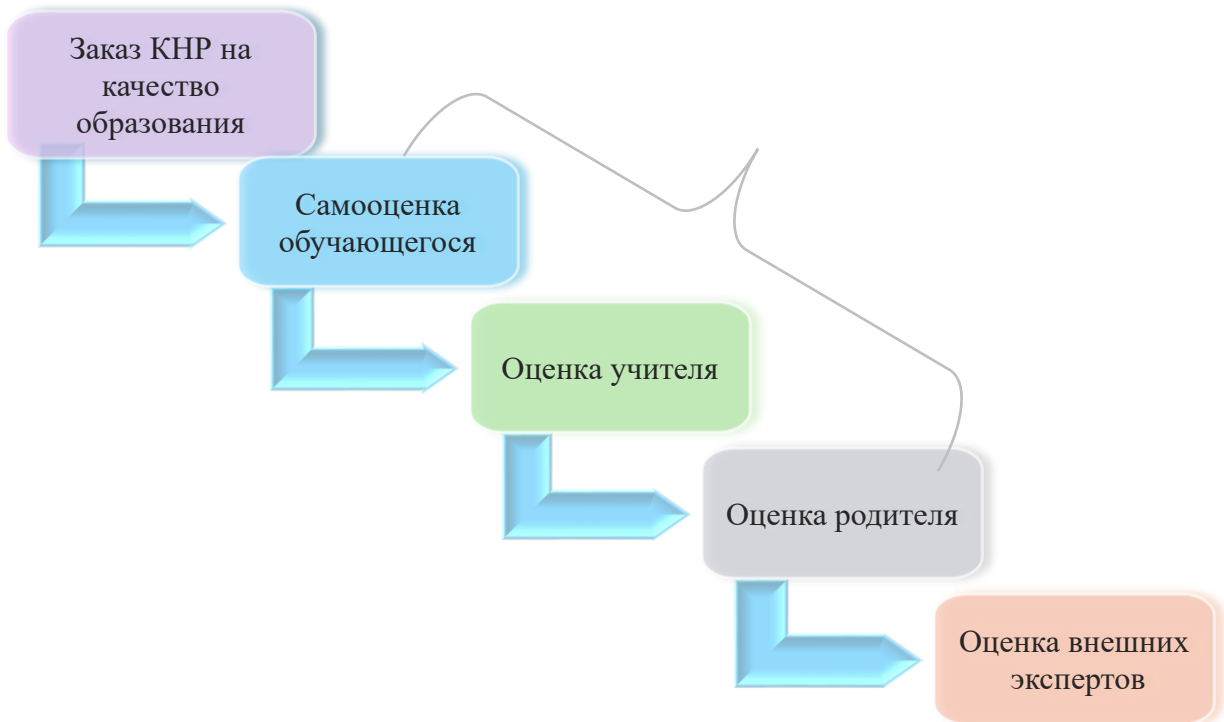 Заказ КНР на
качество
образования
Самооценка
обучающегося
Оценка учителя
Оценка родителя
Оценка внешних
экспертов